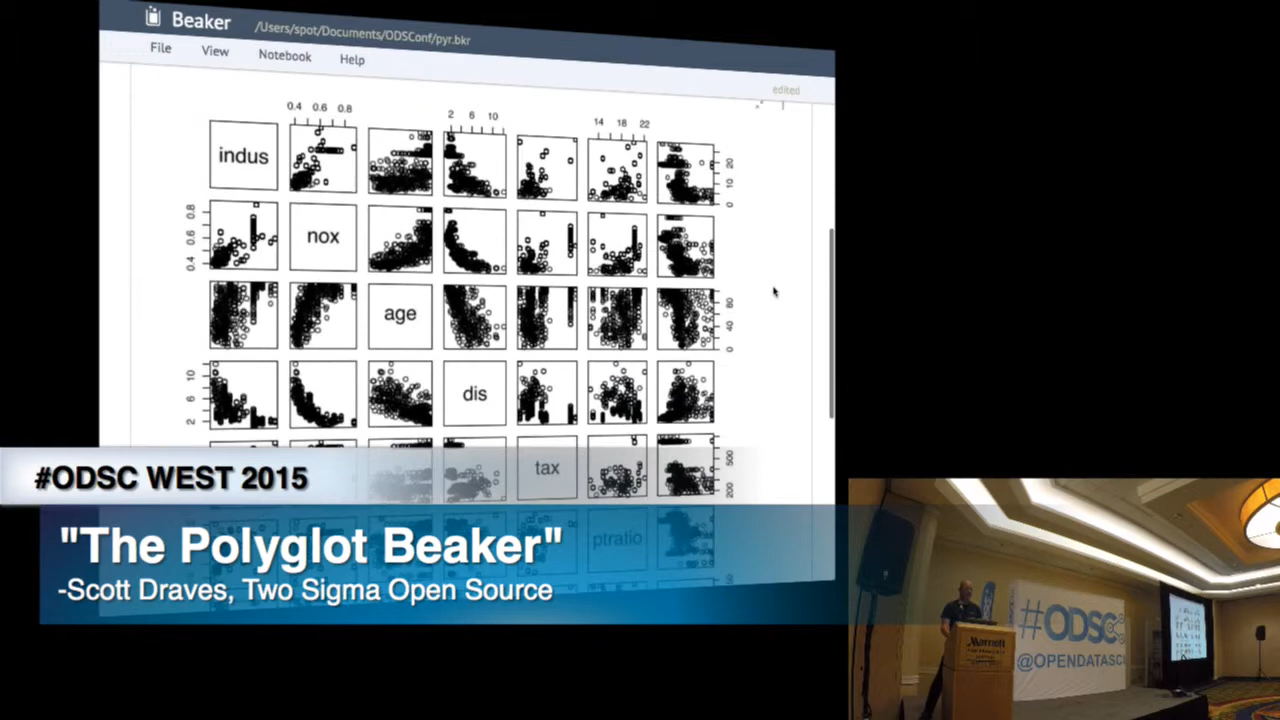 Beaker
/Users/spot/Documents/ODSConf/pyr.bkr
File View Notebook Help
edited
0.4 0.6 0.8
2 6 10
14 18 22
indus
0 10 20
0.4 0.6 0.8
nox
age
0 40 80
2 6 10
dis
tax
200 500
ptratio
#ODSC WEST 2015
"The Polyglot Beaker"
-Scott Draves, Two Sigma Open Source
Marriott
#ODSC
@OPENDATASCI